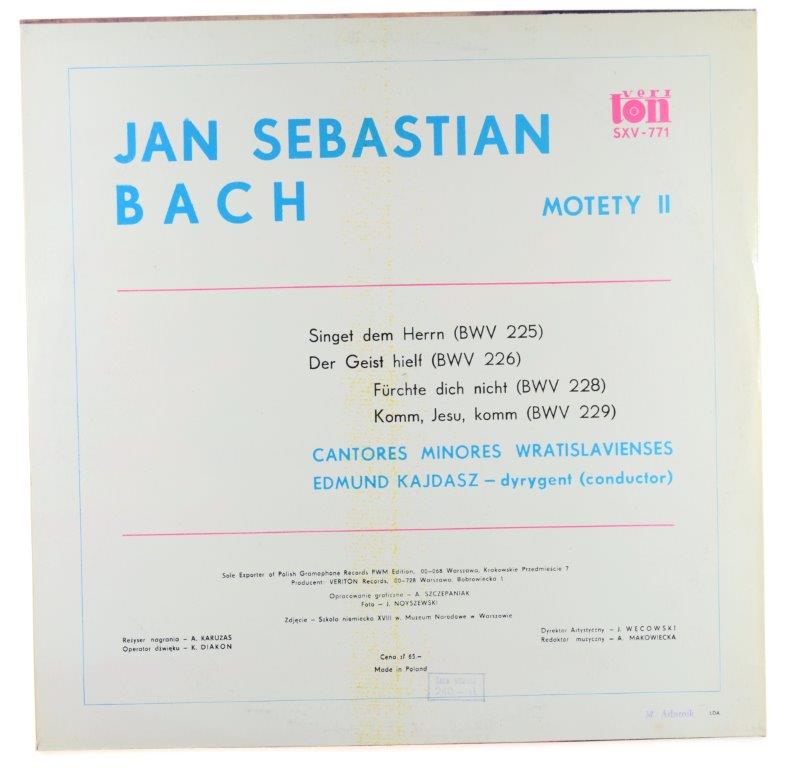 veri
ton
SXV-771
JAN SEBASTIAN
BACH
MOTETY II
Singet dem Herrn (BWV 225)
Der Geist hielf (BWV 226)
Fürchte dich nicht (BWV 228)
Komm, Jesu, komm (BWV 229)
CANTORES MINORES WRATISLAVIENSES
EDMUND KAJDASZ – dyrygent (conductor)
Sole Exporter of Polish Gramophone Records PWM Edition, 00-068 Warszawa, Krakowskie Przedmieście 7
Producent: VERITON Records, 00-728 Warszawa, Bobrowiecka 1
Opracowanie graficzne – A. SZCZEPANIAK
Foto – J. NOYSZEWSKI
Zdjęcie – Szkoła niemiecka XVIII w. Muzeum Narodowe w Warszawie
Reżyser nagrania – A. KARUZAS
Operator dźwięku – K. DIAKON
Dyrektor Artystyczny – J. WĘCOWSKI
Redaktor muzyczny – A. MAKOWIECKA
Cena zł 65.–
Made in Poland
240.– zł
LDA